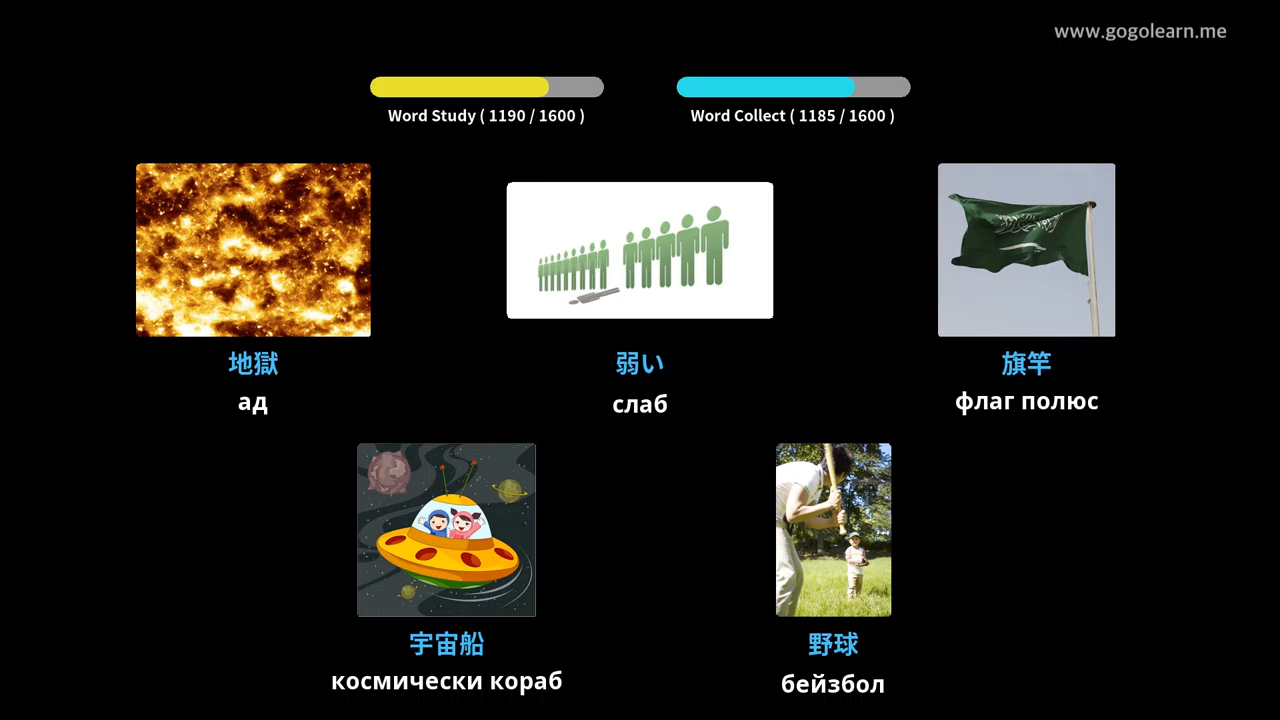 www.gogolearn.me
Word Study ( 1190 / 1600 )
Word Collect ( 1185 / 1600 )
地獄
ад
弱い
слаб
旗竿
флаг полюс
宇宙船
космически кораб
野球
бейзбол